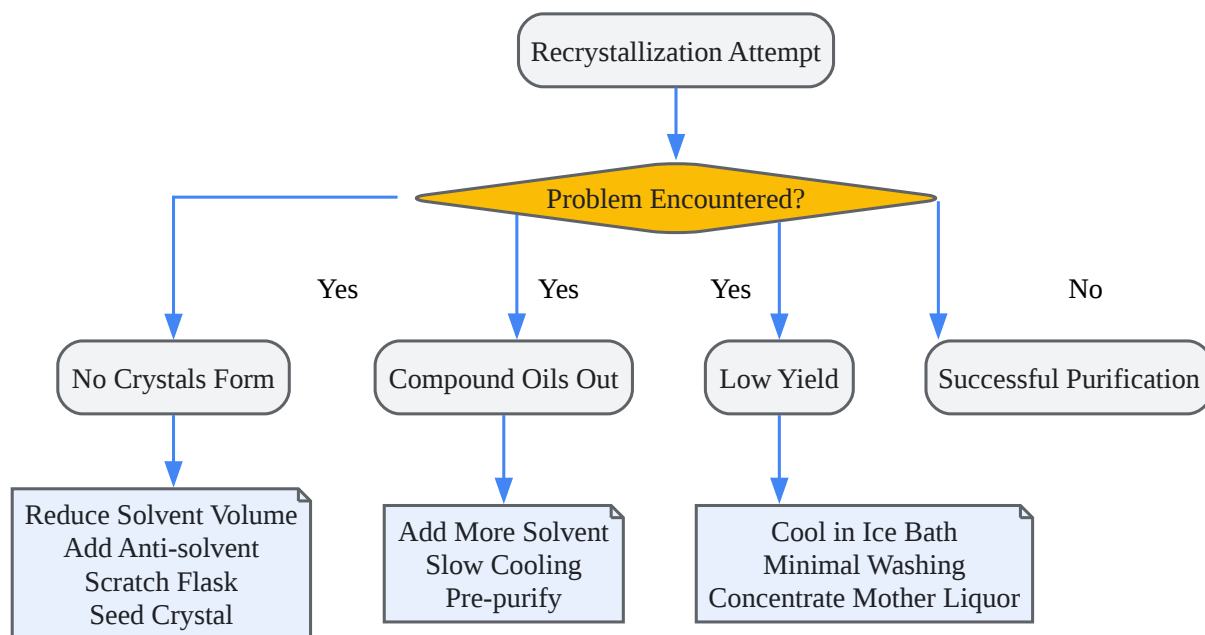 Recrystallization Attempt
Problem Encountered?
Yes
Yes
Yes
No
No Crystals Form
Compound Oils Out
Low Yield
Successful Purification
Reduce Solvent Volume
Add Anti-solvent
Scratch Flask
Seed Crystal
Add More Solvent
Slow Cooling
Pre-purify
Cool in Ice Bath
Minimal Washing
Concentrate Mother Liquor